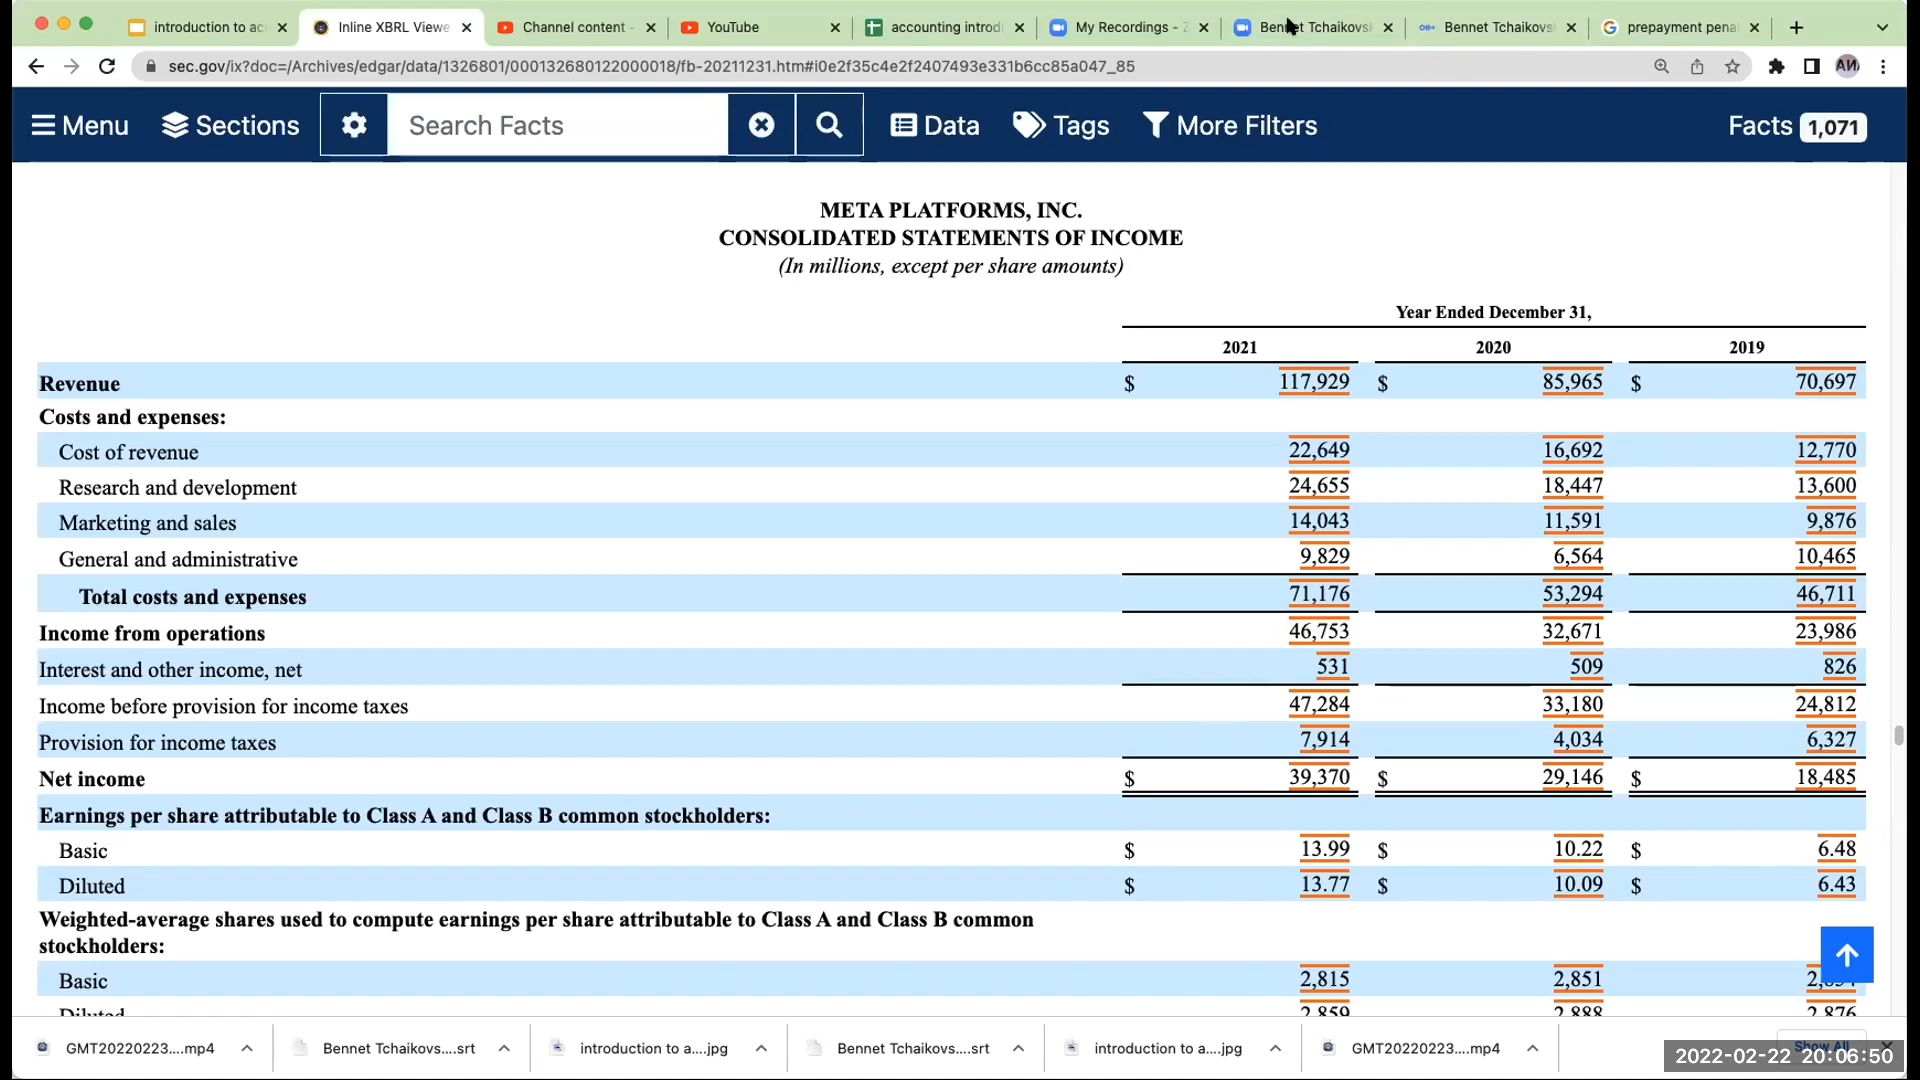 introduction to ac
Inline XBRL Viewe
Channel content -
YouTube
accounting introd
My Recordings - Z
Bennet Tchaikovsk
Bennet Tchaikovsk
prepayment pena
sec.gov/ix?doc=/Archives/edgar/data/1326801/000132680122000018/fb-20211231.htm#i0e2f35c4e2f2407493e331b6cc85a047_85
Menu Sections Search Facts Data Tags More Filters Facts 1,071
META PLATFORMS, INC.
CONSOLIDATED STATEMENTS OF INCOME
(In millions, except per share amounts)
Year Ended December 31,
2021 2020 2019
Revenue $ 117,929 $ 85,965 $ 70,697
Costs and expenses:
Cost of revenue 22,649 16,692 12,770
Research and development 24,655 18,447 13,600
Marketing and sales 14,043 11,591 9,876
General and administrative 9,829 6,564 10,465
Total costs and expenses 71,176 53,294 46,711
Income from operations 46,753 32,671 23,986
Interest and other income, net 531 509 826
Income before provision for income taxes 47,284 33,180 24,812
Provision for income taxes 7,914 4,034 6,327
Net income $ 39,370 $ 29,146 $ 18,485
Earnings per share attributable to Class A and Class B common stockholders:
Basic $ 13.99 $ 10.22 $ 6.48
Diluted $ 13.77 $ 10.09 $ 6.43
Weighted-average shares used to compute earnings per share attributable to Class A and Class B common
stockholders:
Basic 2,815 2,851
Diluted 2,859 2,888 2,876
GMT20220223....mp4 Bennet Tchaikovs....srt introduction to a....jpg Bennet Tchaikovs....srt introduction to a....jpg GMT20220223....mp4 Show All
2022-02-22 20:06:50